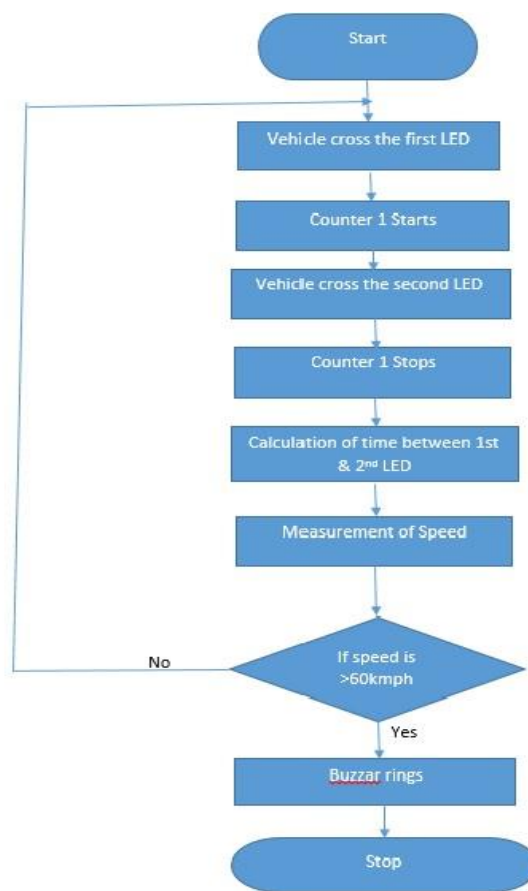 Start
Vehicle cross the first LED
Counter 1 Starts
Vehicle cross the second LED
Counter 1 Stops
Calculation of time between 1st
& 2nd LED
Measurement of Speed
If speed is
>60kmph
No
Yes
Buzzar rings
Stop